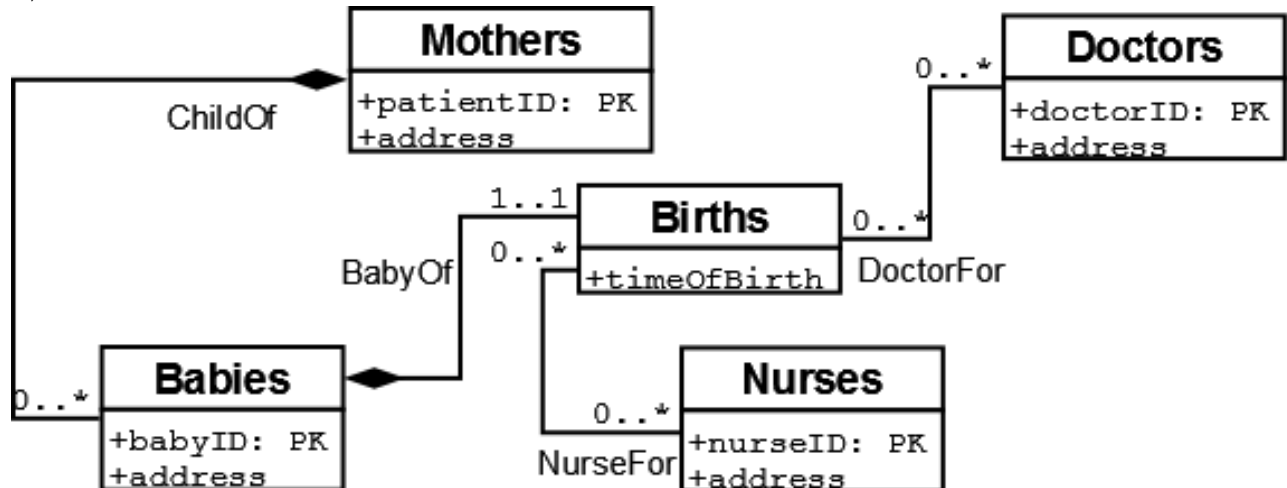 Mothers
+patientID: PK
+address
ChildOf
0..*
Doctors
+doctorID: PK
+address
0..*
0..*
DoctorFor
Births
+timeOfBirth
1..1
0..*
BabyOf
Babies
+babyID: PK
+address
0..*
Nurses
+nurseID: PK
+address
NurseFor